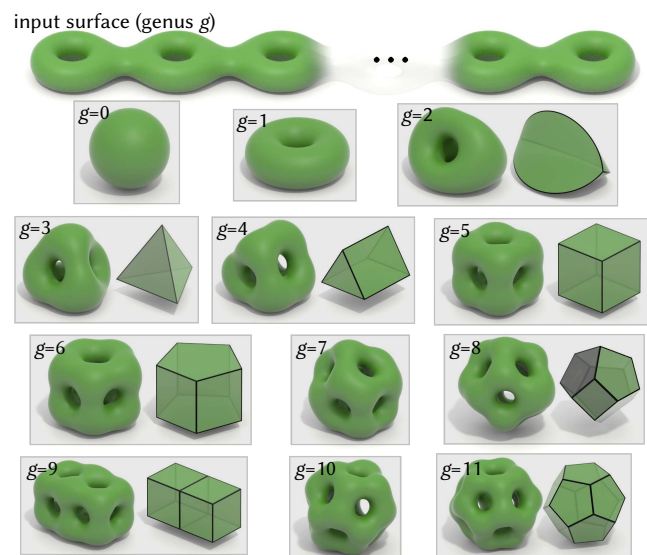 input surface (genus g)
...
g=0
g=1
g=2
g=3
g=4
g=5
g=6
g=7
g=8
g=9
g=10
g=11